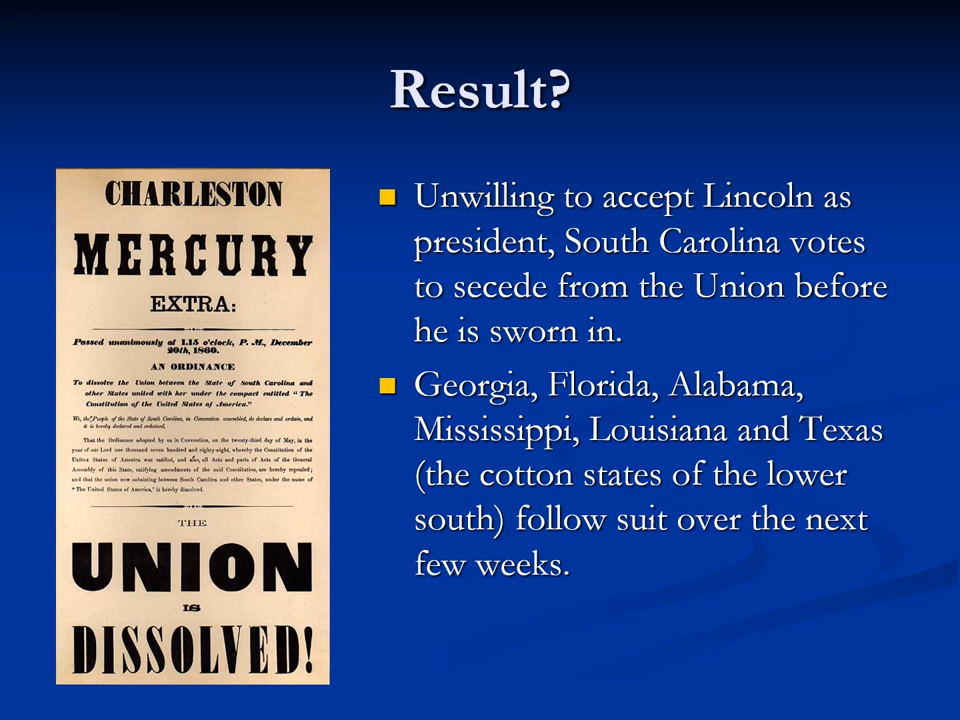 Result?
CHARLESTON
MERCURY
EXTRA:
Passed unanimously at 1.15 o'clock, P. M., December
20th, 1860.
AN ORDINANCE
To dissolve the Union between the State of South Carolina and
other States united with her under the compact entitled "The
Constitution of the United States of America."
We, the People of the State of South Carolina, in Convention assembled, do declare and ordain, and
it is hereby declared and ordained,
That the Ordinance adopted by us in Convention, on the twenty-third day of May, in the
year of our Lord one thousand seven hundred and eighty-eight, whereby the Constitution of the
United States of America was ratified, and also, all Acts and parts of Acts of the General
Assembly of this State, ratifying amendments of the said Constitution, are hereby repealed;
and that the union now subsisting between South Carolina and other States, under the name of
"The United States of America," is hereby dissolved.
THE
UNION
IS
DISSOLVED!
Unwilling to accept Lincoln as
president, South Carolina votes
to secede from the Union before
he is sworn in.
Georgia, Florida, Alabama,
Mississippi, Louisiana and Texas
(the cotton states of the lower
south) follow suit over the next
few weeks.